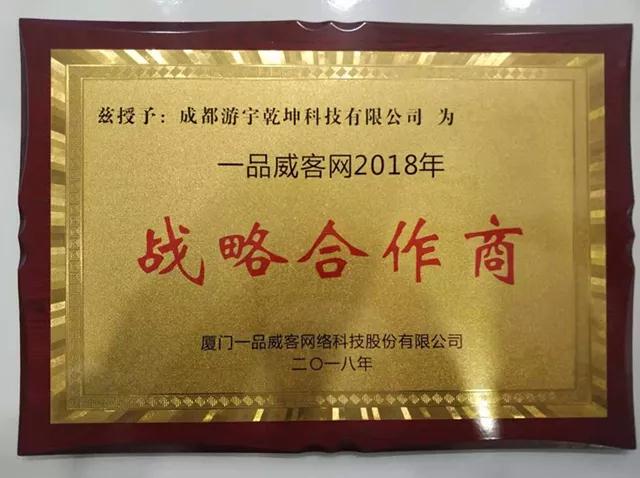 兹授予：成都游宇乾坤科技有限公司 为
一品威客网2018年
战略合作商
厦门一品威客网络科技股份有限公司
二〇一八年